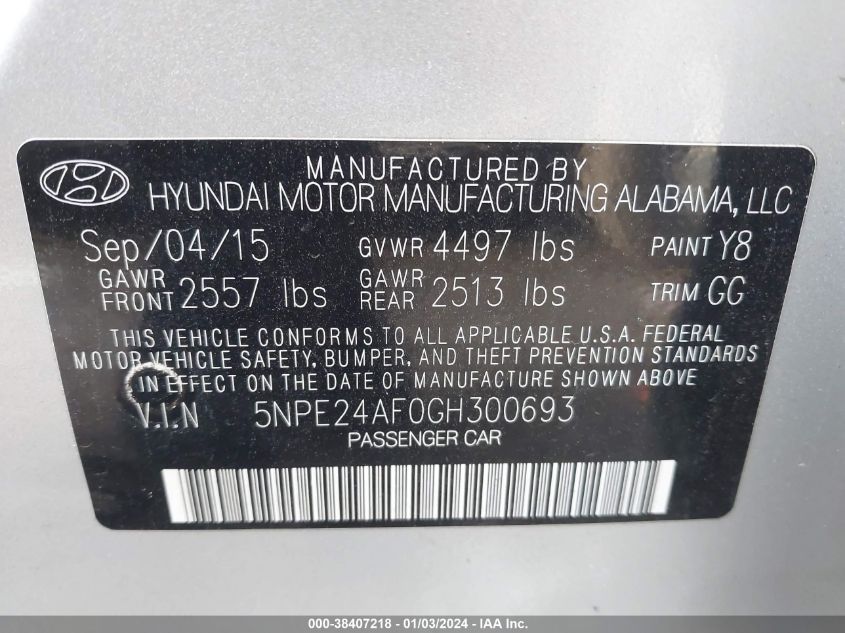 MANUFACTURED BY
HYUNDAI MOTOR MANUFACTURING ALABAMA, LLC
Sep/04/15 GVWR 4497 lbs PAINT Y8
GAWR FRONT 2557 lbs GAWR REAR 2513 lbs TRIM GG
THIS VEHICLE CONFORMS TO ALL APPLICABLE U.S.A. FEDERAL
MOTOR VEHICLE SAFETY, BUMPER, AND THEFT PREVENTION STANDARDS
IN EFFECT ON THE DATE OF MANUFACTURE SHOWN ABOVE
V.I.N 5NPE24AF0GH300693
PASSENGER CAR
000-38407218 - 01/03/2024 - IAA Inc.